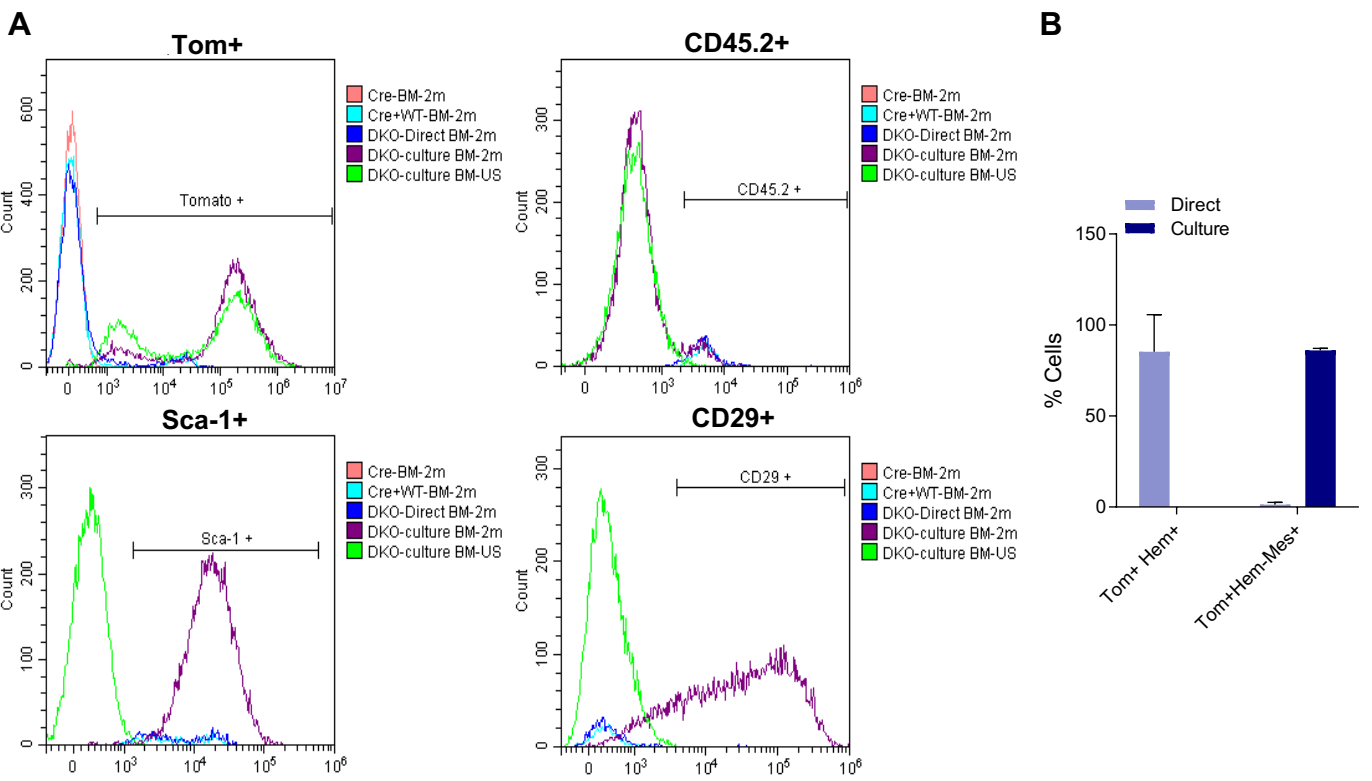 A
B
Tom+
600
400
200
0
Count
Tomato +
0 10³ 10⁴ 10⁵ 10⁶ 10⁷
Cre-BM-2m
Cre+WT-BM-2m
DKO-Direct BM-2m
DKO-culture BM-2m
DKO-culture BM-US
CD45.2+
300
200
100
0
Count
CD45.2 +
0 10³ 10⁴ 10⁵ 10⁶
Cre-BM-2m
Cre+WT-BM-2m
DKO-Direct BM-2m
DKO-culture BM-2m
DKO-culture BM-US
Sca-1+
300
200
100
0
Count
Sca-1 +
0 10³ 10⁴ 10⁵ 10⁶
Cre-BM-2m
Cre+WT-BM-2m
DKO-Direct BM-2m
DKO-culture BM-2m
DKO-culture BM-US
CD29+
300
200
100
0
Count
CD29 +
0 10³ 10⁴ 10⁵ 10⁶
Cre-BM-2m
Cre+WT-BM-2m
DKO-Direct BM-2m
DKO-culture BM-2m
DKO-culture BM-US
Direct
Culture
150
100
50
0
% Cells
Tom+ Hem+
Tom+Hem-Mes+